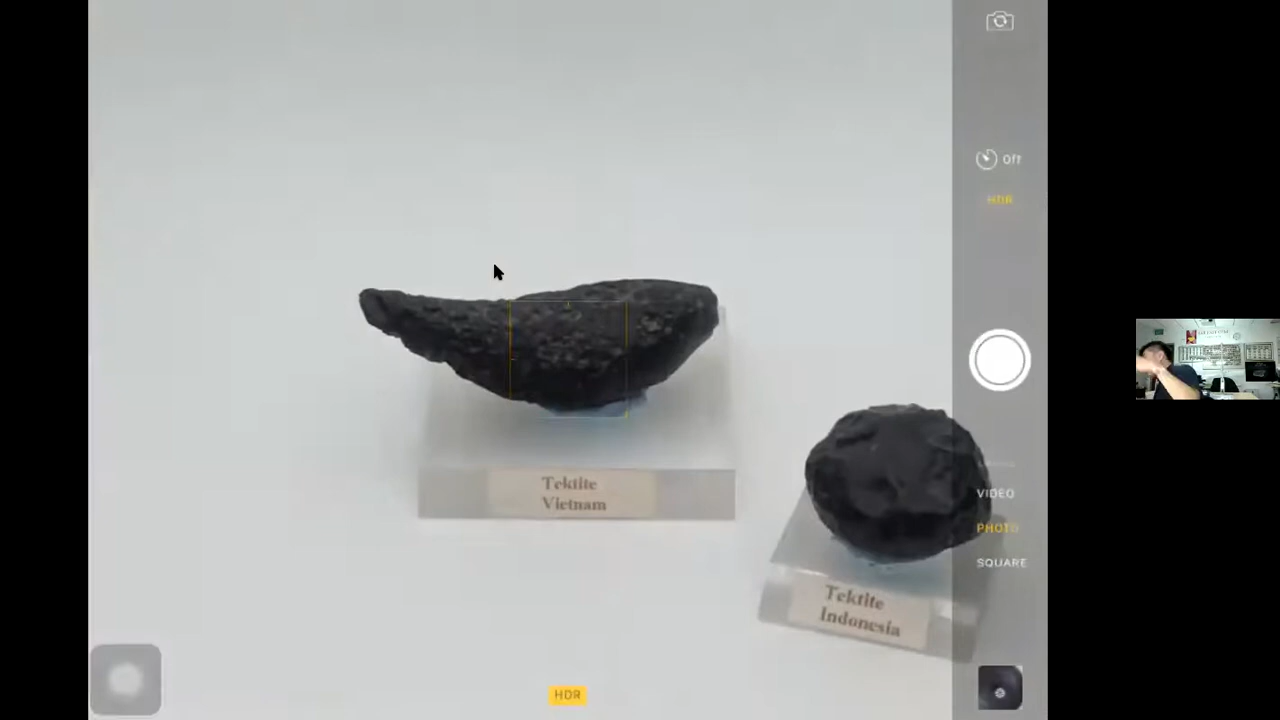 Off
HDR
Tektite
Vietnam
VIDEO
PHOTO
SQUARE
Tektite
Indonesia
HDR